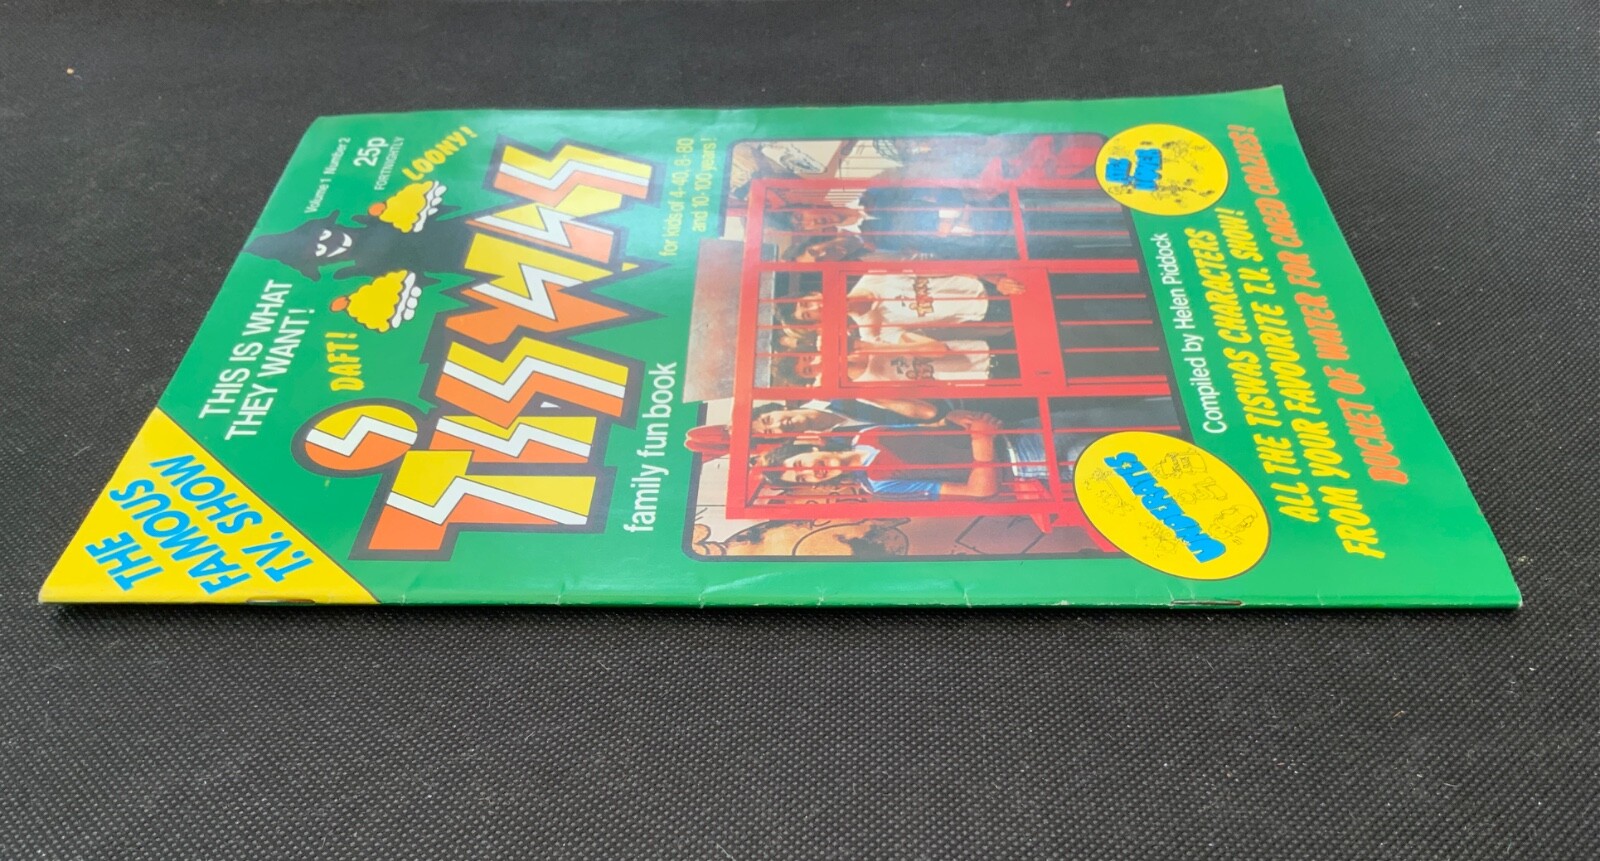 THE
FAMOUS
T.V. SHOW
THIS IS WHAT
THEY WANT!
Volume 1 Number 2
25p
FORTNIGHTLY
DAFT!
LOONY!
TISWAS
family fun book
for kids of 4-40, 8-80
and 10-100 years!
Compiled by Helen Piddock
ALL THE TISWAS CHARACTERS
FROM YOUR FAVOURITE T.V. SHOW!
BUCKET OF WATER FOR CAGED CRAZIES!